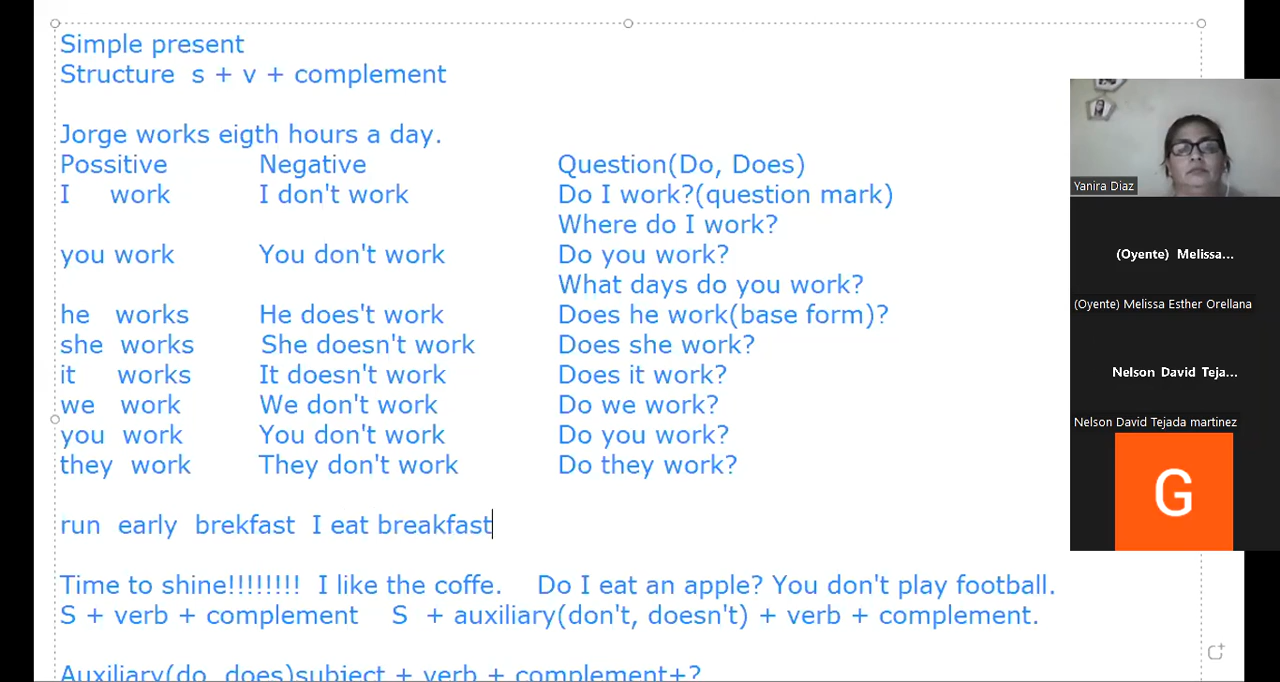 Simple present
Structure s + v + complement
Jorge works eigth hours a day.
Possitive Negative Question(Do, Does)
I work I don't work Do I work?(question mark)
Where do I work?
you work You don't work Do you work?
What days do you work?
he works He does't work Does he work(base form)?
she works She doesn't work Does she work?
it works It doesn't work Does it work?
we work We don't work Do we work?
you work You don't work Do you work?
they work They don't work Do they work?
run early brekfast I eat breakfast
Time to shine!!!!!!!! I like the coffe. Do I eat an apple? You don't play football.
S + verb + complement S + auxiliary(don't, doesn't) + verb + complement.
Auxiliary(do, does)subject + verb + complement+?
Yanira Diaz
(Oyente) Melissa...
(Oyente) Melissa Esther Orellana
Nelson David Teja...
Nelson David Tejada martinez
G